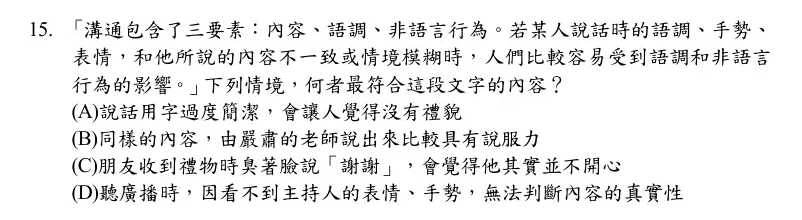 15. 「溝通包含了三要素：內容、語調、非語言行為。若某人說話時的語調、手勢、
表情，和他所說的內容不一致或情境模糊時，人們比較容易受到語調和非語言
行為的影響。」下列情境，何者最符合這段文字的內容？
(A)說話用字過度簡潔，會讓人覺得沒有禮貌
(B)同樣的內容，由嚴肅的老師說出來比較具有說服力
(C)朋友收到禮物時臭著臉說「謝謝」，會覺得他其實並不開心
(D)聽廣播時，因看不到主持人的表情、手勢，無法判斷內容的真實性